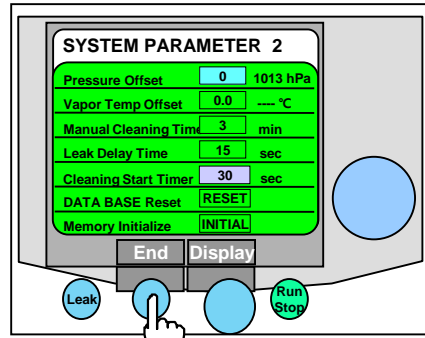 SYSTEM PARAMETER 2
Pressure Offset 0 1013 hPa
Vapor Temp Offset 0.0 ---- ℃
Manual Cleaning Time 3 min
Leak Delay Time 15 sec
Cleaning Start Timer 30 sec
DATA BASE Reset RESET
Memory Initialize INITIAL
End Display
Leak
Run
Stop